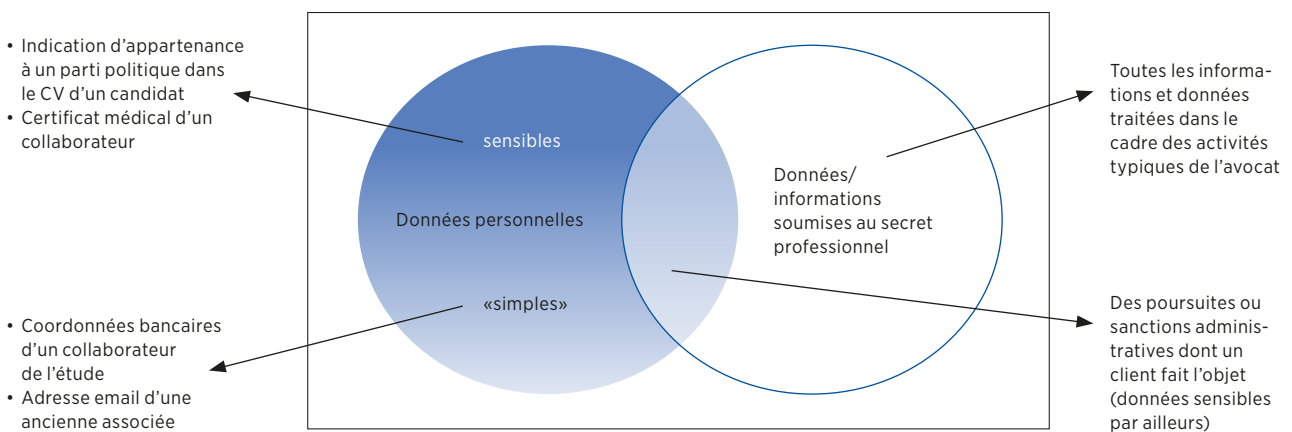 • Indication d’appartenance
à un parti politique dans
le CV d’un candidat
• Certificat médical d’un
collaborateur
• Coordonnées bancaires
d’un collaborateur
de l’étude
• Adresse email d’une
ancienne associée
sensibles
Données personnelles
«simples»
Données/
informations
soumises au secret
professionnel
Toutes les informa-
tions et données
traitées dans le
cadre des activités
typiques de l’avocat
Des poursuites ou
sanctions adminis-
tratives dont un
client fait l’objet
(données sensibles
par ailleurs)